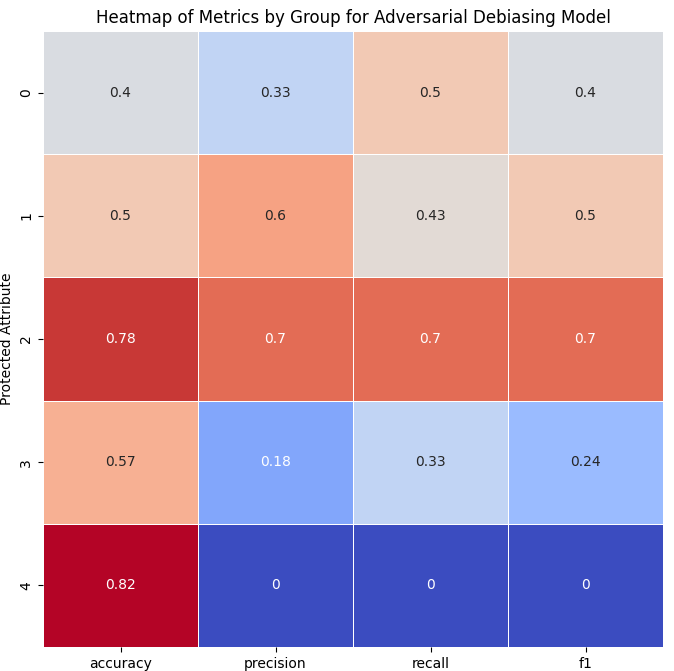 Heatmap of Metrics by Group for Adversarial Debiasing Model
Protected Attribute
0 0.4 0.33 0.5 0.4
1 0.5 0.6 0.43 0.5
2 0.78 0.7 0.7 0.7
3 0.57 0.18 0.33 0.24
4 0.82 0 0 0
accuracy precision recall f1